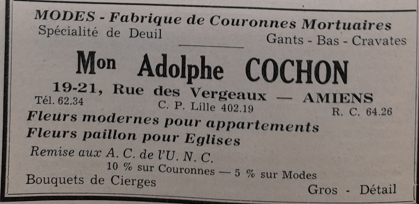 MODES - Fabrique de Couronnes Mortuaires
Spécialité de Deuil Gants - Bas - Cravates
Mon Adolphe COCHON
19-21, Rue des Vergeaux — AMIENS
Tél. 62.34 C. P. Lille 402.19 R. C. 64.26
Fleurs modernes pour appartements
Fleurs paillon pour Eglises
Remise aux A. C. de l'U. N. C.
10 % sur Couronnes — 5 % sur Modes
Bouquets de Cierges Gros - Détail